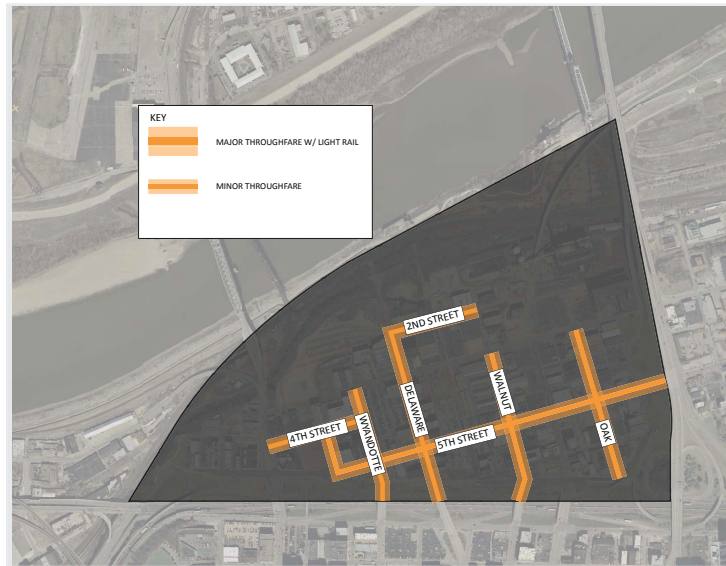 KEY
MAJOR THROUGHFARE W/ LIGHT RAIL
MINOR THROUGHFARE
2ND STREET
DELAWARE
WALNUT
4TH STREET
WYANDOTTE
5TH STREET
OAK